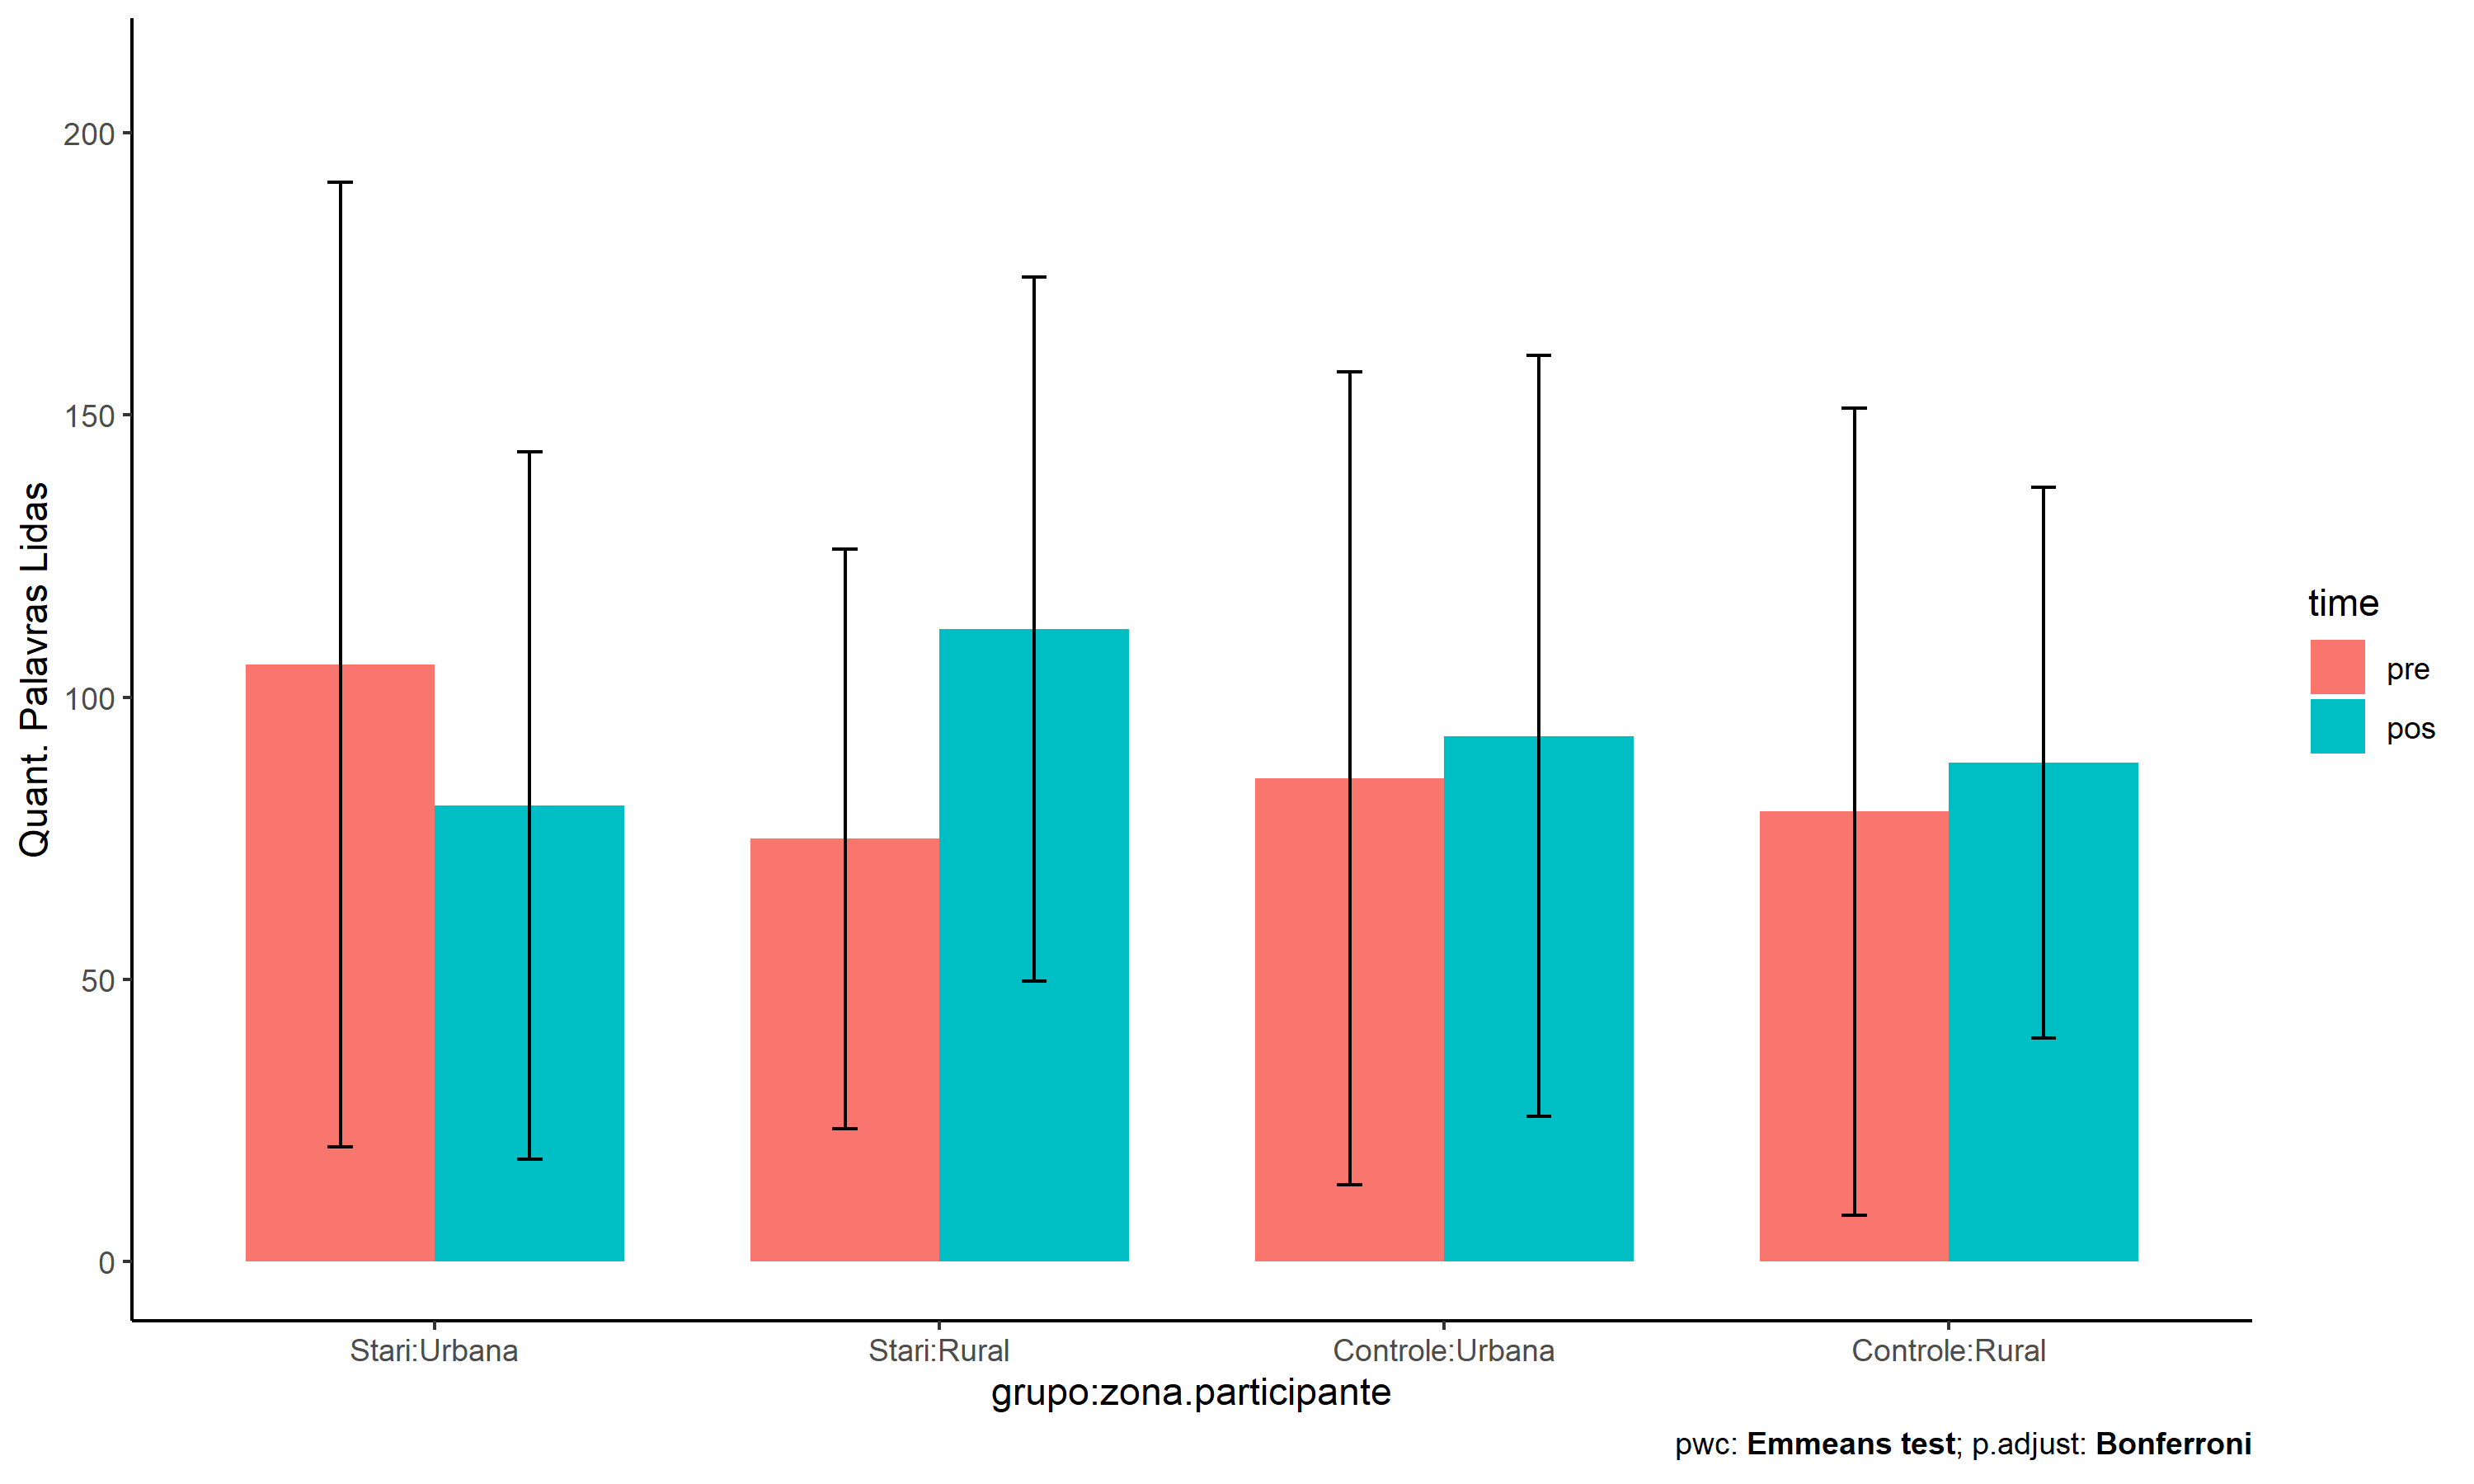 Quant. Palavras Lidas
200
150
100
50
0
Stari:Urbana
Stari:Rural
Controle:Urbana
Controle:Rural
grupo:zona.participante
time
pre
pos
pwc: Emmeans test; p.adjust: Bonferroni